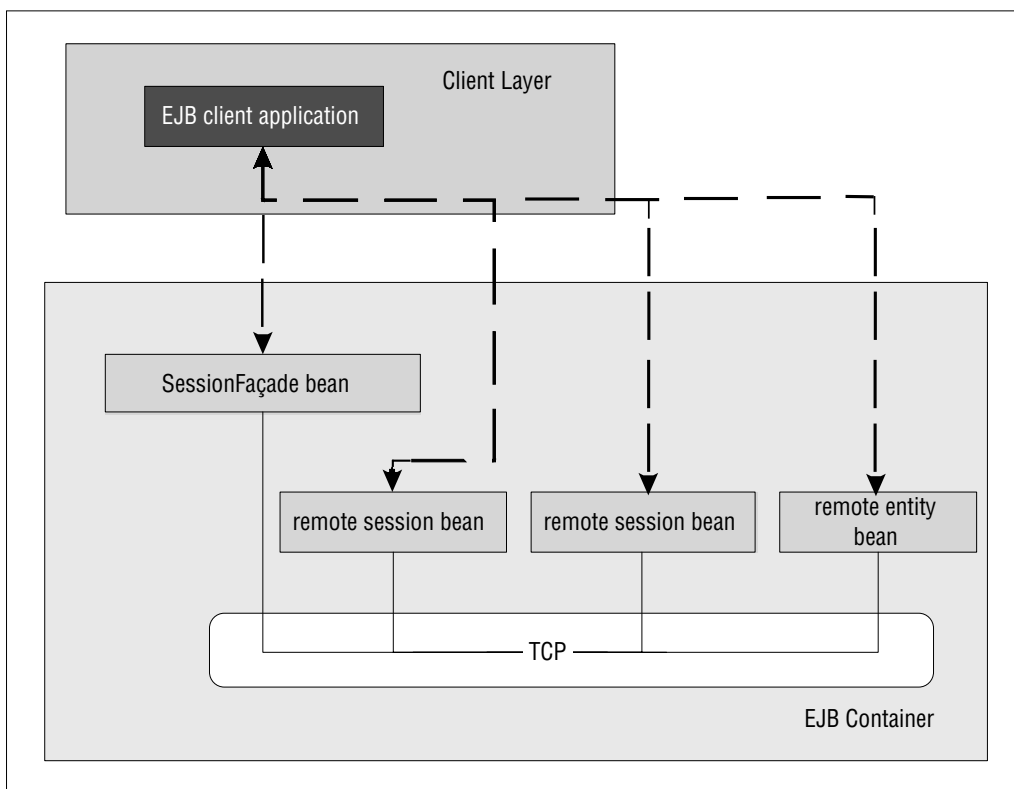 Client Layer
EJB client application
SessionFaçade bean
remote session bean
remote session bean
remote entity
bean
TCP
EJB Container